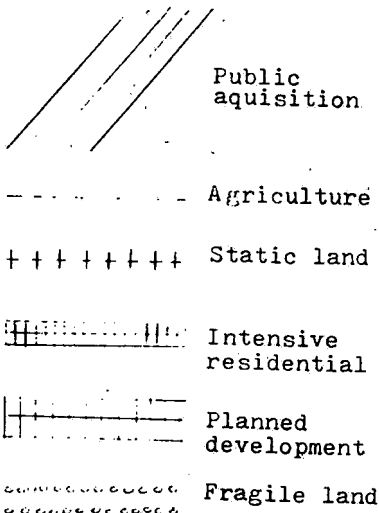 Public
aquisition
Agriculture
Static land
Intensive
residential
Planned
development
Fragile land